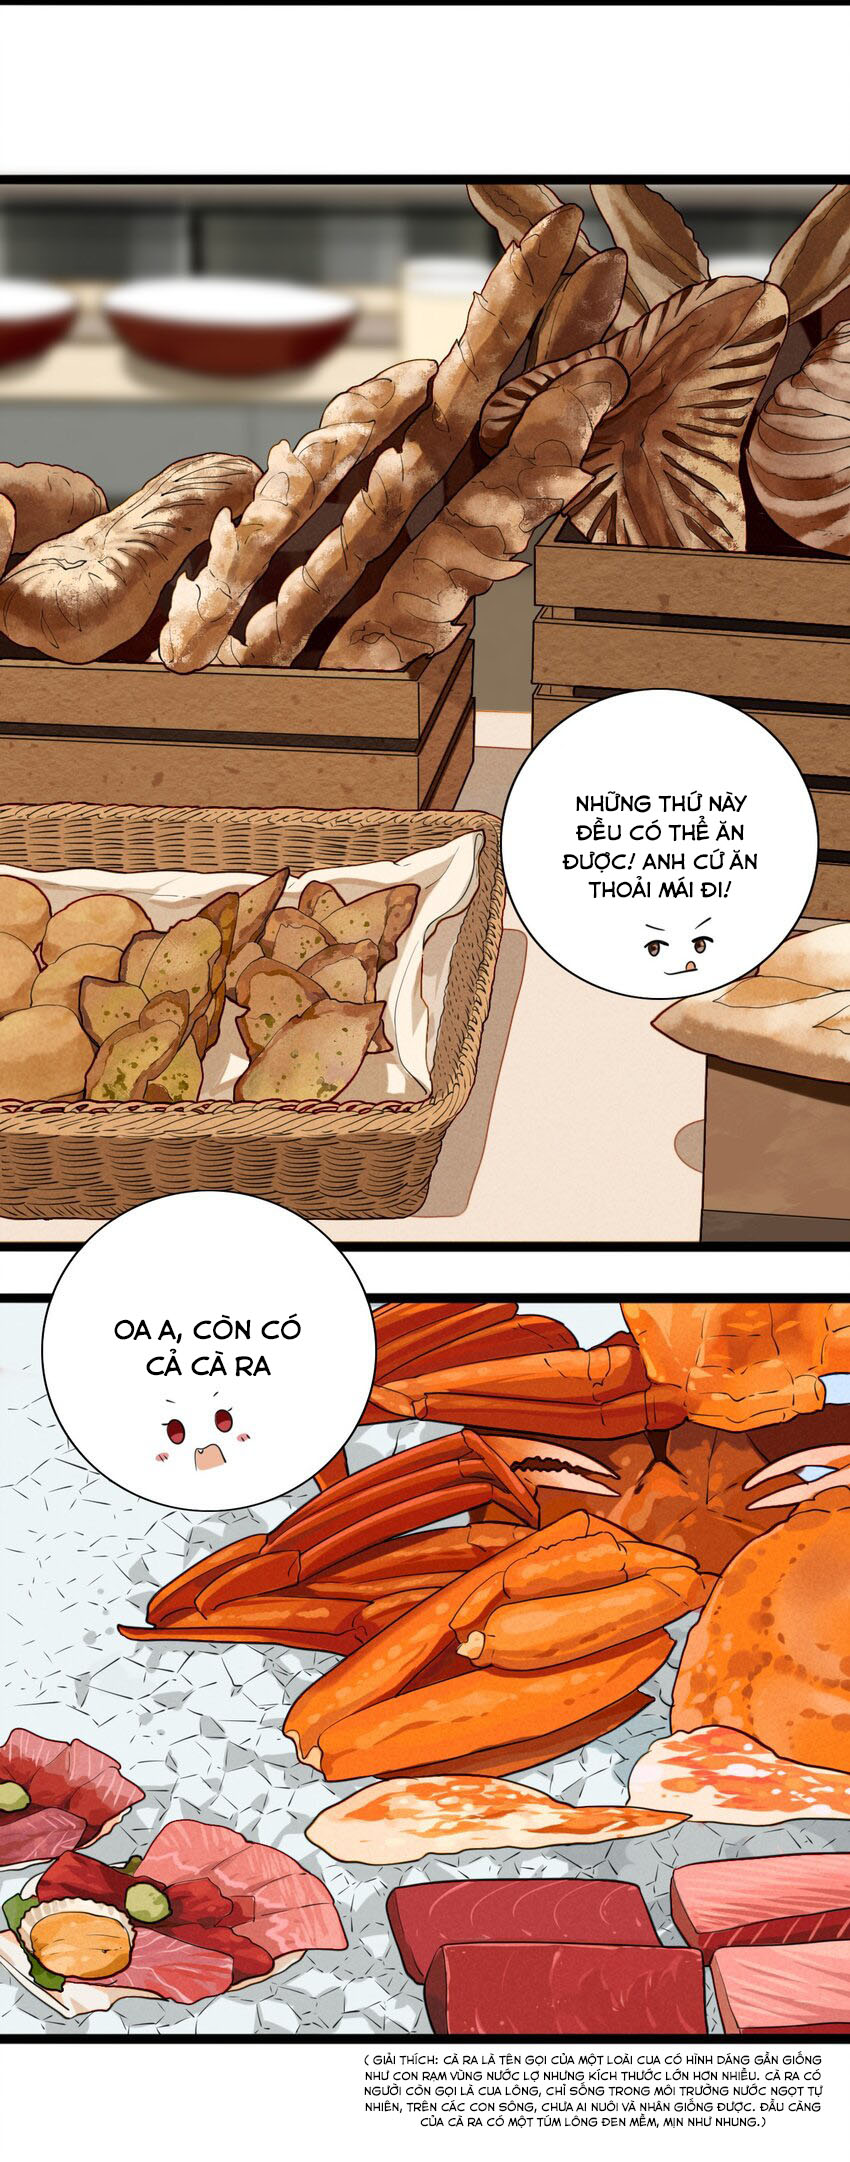 NHỮNG THỨ NÀY
ĐỀU CÓ THỂ ĂN
ĐƯỢC! ANH CỨ ĂN
THOẢI MÁI ĐI!
OA A, CÒN CÓ
CẢ CÀ RA
( GIẢI THÍCH: CÀ RA LÀ TÊN GỌI CỦA MỘT LOÀI CUA CÓ HÌNH DÁNG GẦN GIỐNG
NHƯ CON RẠM VÙNG NƯỚC LỢ NHƯNG KÍCH THƯỚC LỚN HƠN NHIỀU. CÀ RA CÓ
NGƯỜI CÒN GỌI LÀ CUA LÔNG, CHỈ SỐNG TRONG MÔI TRƯỜNG NƯỚC NGỌT TỰ
NHIÊN, TRÊN CÁC CON SÔNG, CHƯA AI NUÔI VÀ NHÂN GIỐNG ĐƯỢC. ĐẦU CÀNG
CỦA CÀ RA CÓ MỘT TÚM LÔNG ĐEN MỀM, MỊN NHƯ NHUNG.)